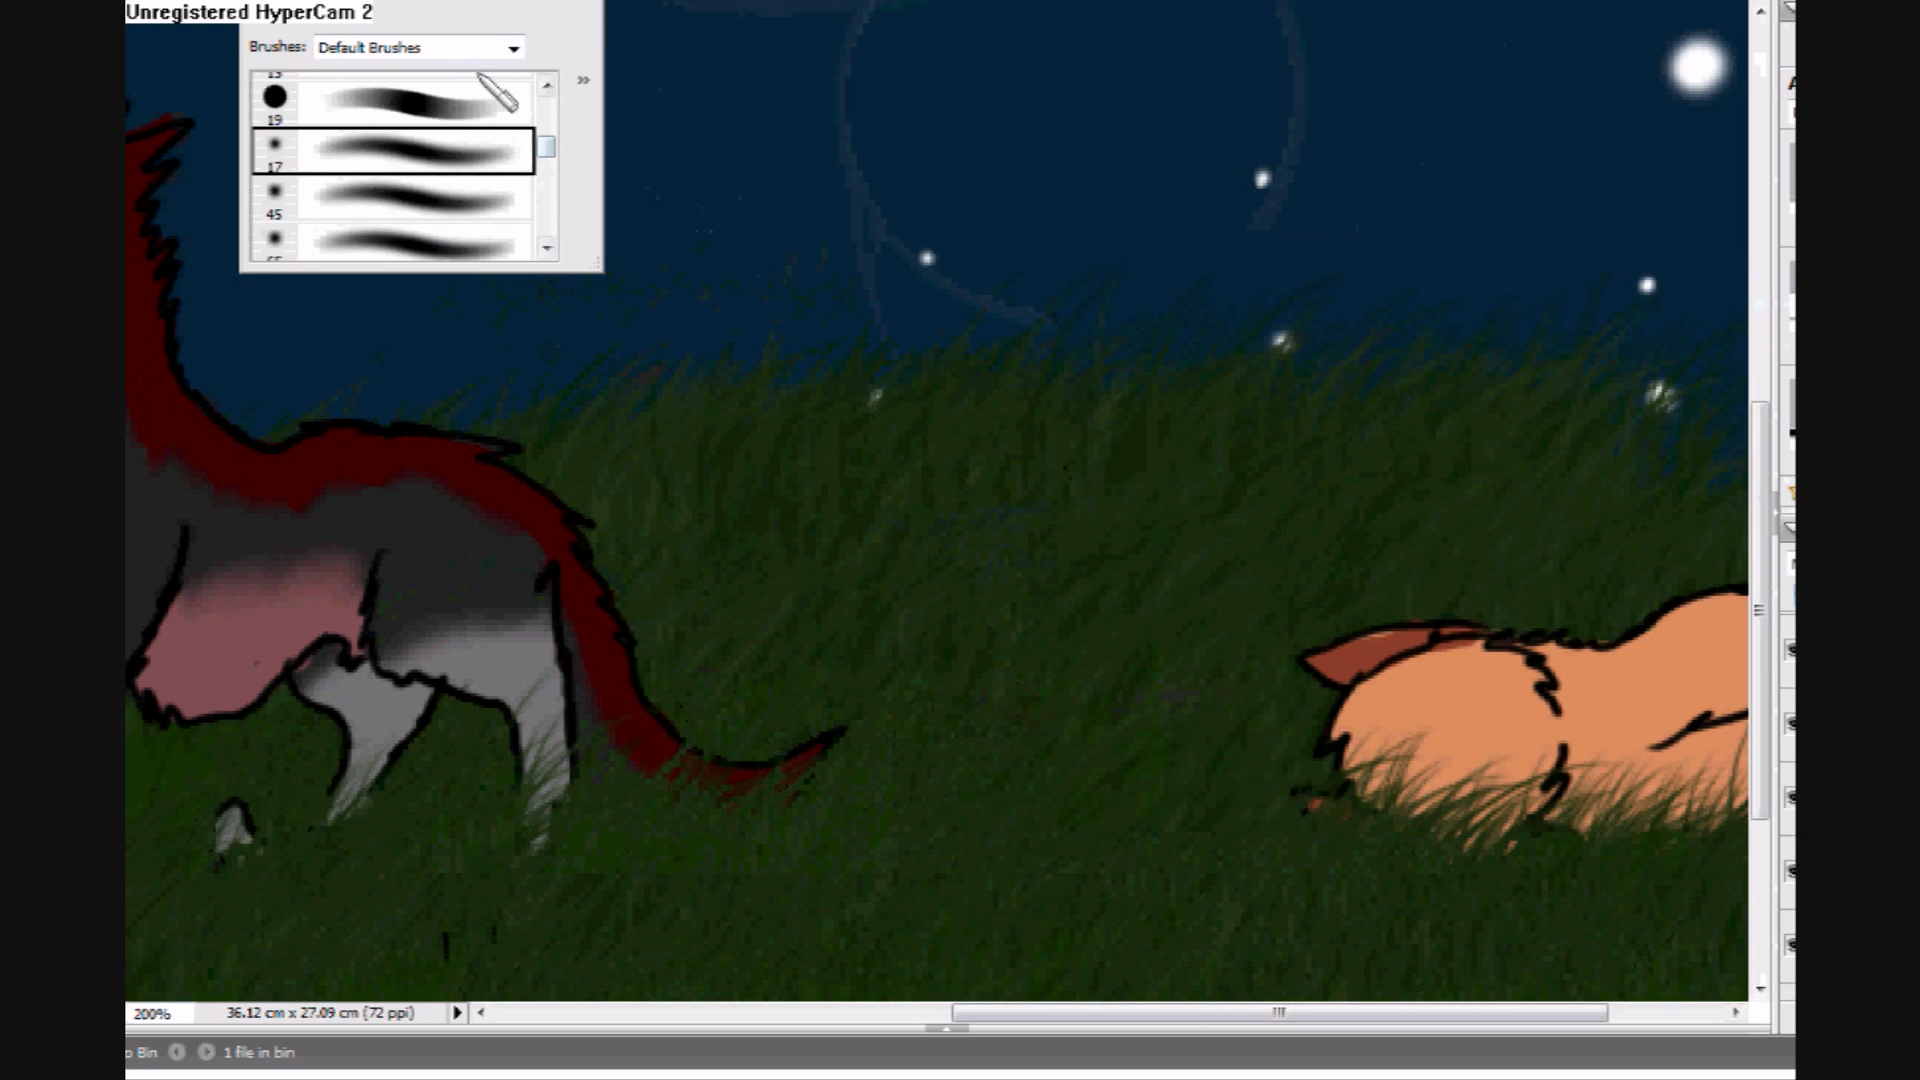 Unregistered HyperCam 2
Brushes: Default Brushes
19
17
45
200%
36.12 cm x 27.09 cm (72 ppi)
Bin
1 file in bin